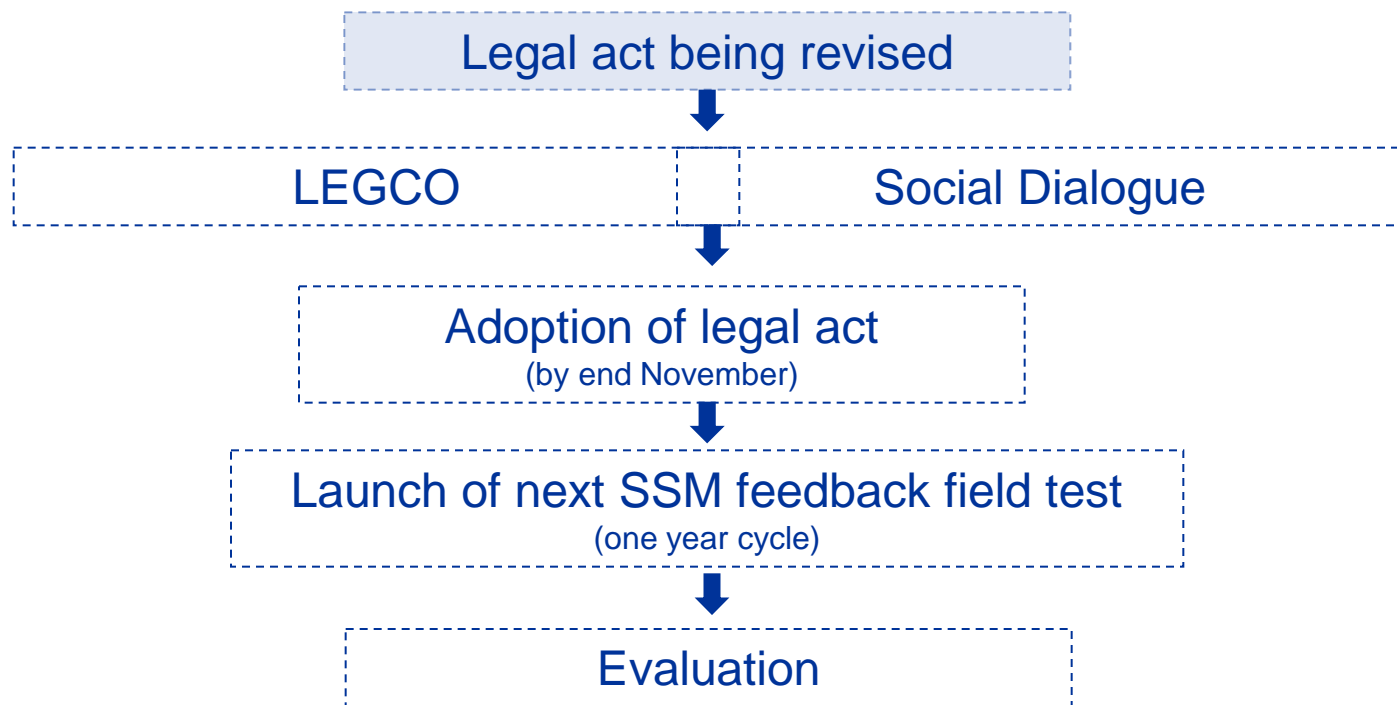 Legal act being revised
LEGCO
Social Dialogue
Adoption of legal act
(by end November)
Launch of next SSM feedback field test
(one year cycle)
Evaluation